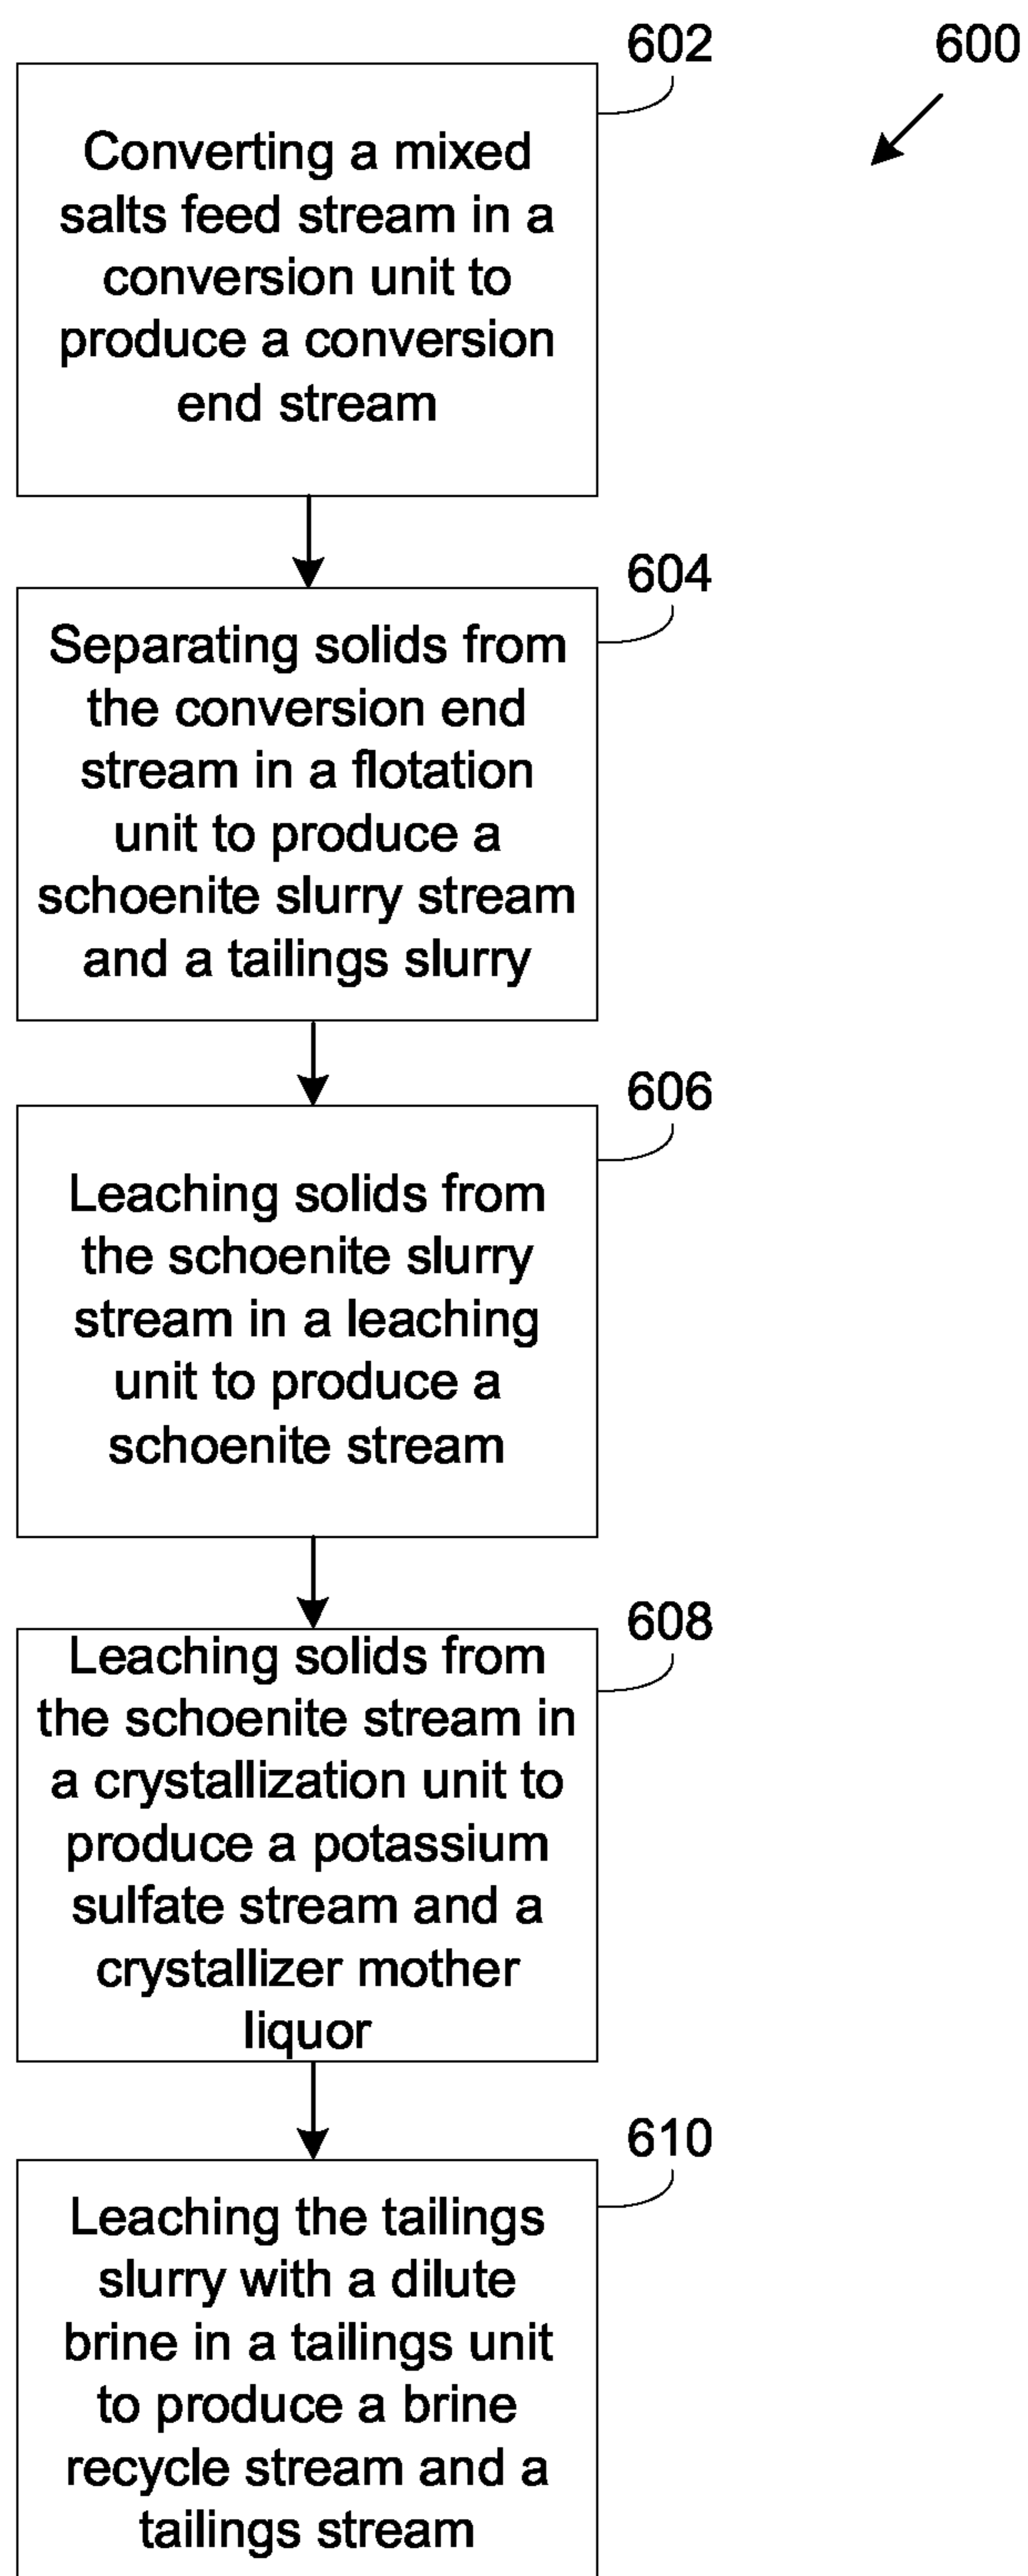 602
600
Converting a mixed
salts feed stream in a
conversion unit to
produce a conversion
end stream
604
Separating solids from
the conversion end
stream in a flotation
unit to produce a
schoenite slurry stream
and a tailings slurry
606
Leaching solids from
the schoenite slurry
stream in a leaching
unit to produce a
schoenite stream
608
Leaching solids from
the schoenite stream in
a crystallization unit to
produce a potassium
sulfate stream and a
crystallizer mother
liquor
610
Leaching the tailings
slurry with a dilute
brine in a tailings unit
to produce a brine
recycle stream and a
tailings stream